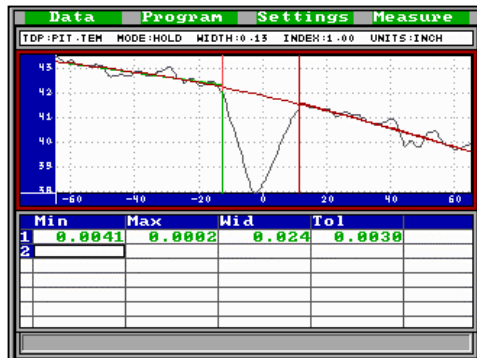 Data Program Settings Measure
TOP:PIT.TEM MODE:HOLD WIDTH:0.13 INDEX:1.00 UNITS:INCH
43
42
41
40
39
38
-60 -40 -20 0 20 40 60
Min Max Wid Tol
1 0.0041 0.0002 0.024 0.0030
2